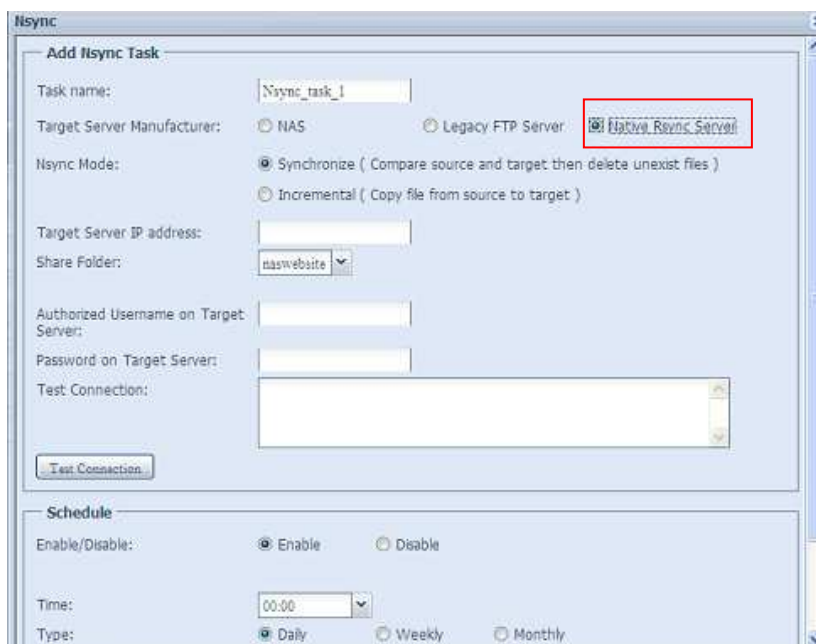 Nsync
Add Nsync Task
Task name: Nsync_task_1
Target Server Manufacturer: NAS Legacy FTP Server Native Rsync Server
Nsync Mode: Synchronize ( Compare source and target then delete unexist files )
Incremental ( Copy file from source to target )
Target Server IP address:
Share Folder: naswebsite
Authorized Username on Target
Server:
Password on Target Server:
Test Connection:
Test Connection
Schedule
Enable/Disable: Enable Disable
Time: 00:00
Type: Daily Weekly Monthly